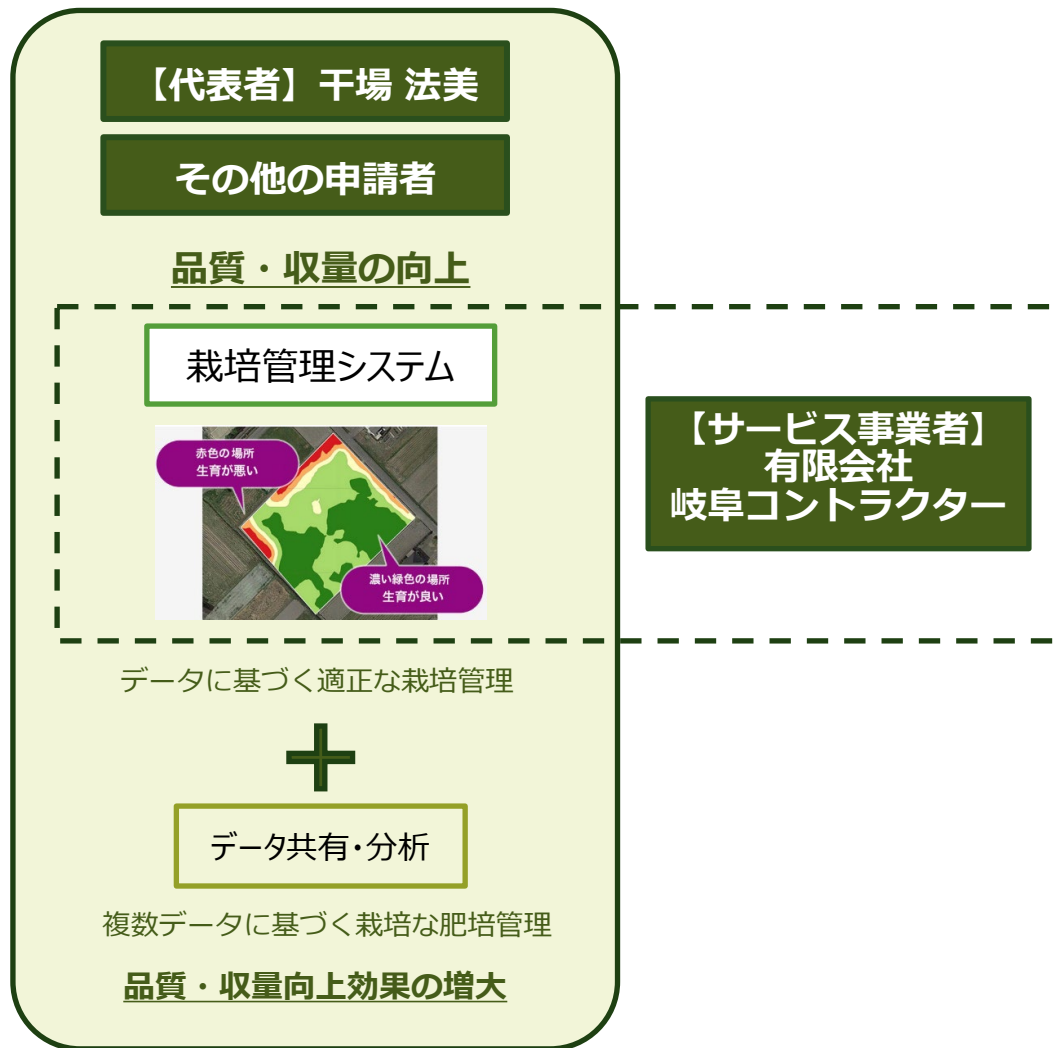 【代表者】干場 法美
その他の申請者
品質・収量の向上
栽培管理システム
赤色の場所
生育が悪い
濃い緑色の場所
生育が良い
データに基づく適正な栽培管理
データ共有・分析
複数データに基づく栽培な肥培管理
品質・収量向上効果の増大
【サービス事業者】
有限会社
岐阜コントラクター